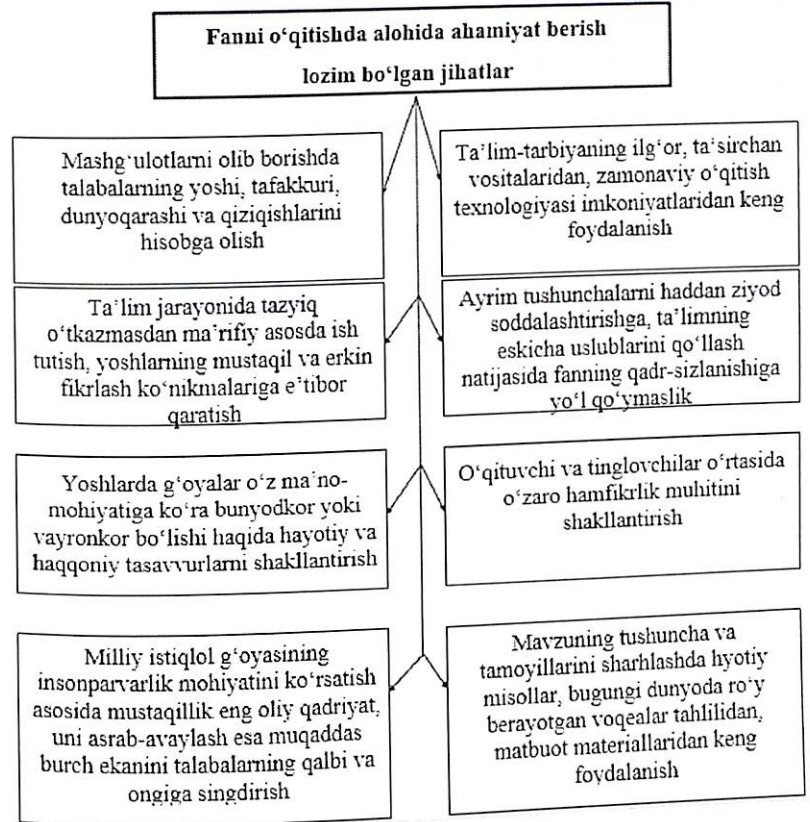 Fanni o‘qitishda alohida ahamiyat berish
lozim bo‘lgan jihatlar
Mashg‘ulotlarni olib borishda
talabalarning yoshi, tafakkuri,
dunyoqarashi va qiziqishlarini
hisobga olish
Ta’lim-tarbiyaning ilg‘or, ta’sirchan
vositalaridan, zamonaviy o‘qitish
texnologiyasi imkoniyatlaridan keng
foydalanish
Ta’lim jarayonida tazyiq
o‘tkazmasdan ma’rifiy asosda ish
tutish, yoshlarning mustaqil va erkin
fikrlash ko‘nikmalariga e’tibor
qaratish
Ayrim tushunchalarni haddan ziyod
soddalashtirishga, ta’limning
eskicha uslublarini qo‘llash
natijasida fanning qadr-sizlanishiga
yo‘l qo‘ymaslik
Yoshlarda g‘oyalar o‘z ma’no-
mohiyatiga ko‘ra bunyodkor yoki
vayronkor bo‘lishi haqida hayotiy va
haqqoniy tasavvurlarni shakllantirish
O‘qituvchi va tinglovchilar o‘rtasida
o‘zaro hamfikrlik muhitini
shakllantirish
Milliy istiqlol g‘oyasining
insonparvarlik mohiyatini ko‘rsatish
asosida mustaqillik eng oliy qadriyat,
uni asrab-avaylash esa muqaddas
burch ekanini talabalarning qalbi va
ongiga singdirish
Mavzuning tushuncha va
tamoyillarini sharhlashda hyotiy
misollar, bugungi dunyoda ro‘y
berayotgan voqealar tahlilidan,
matbuot materiallaridan keng
foydalanish